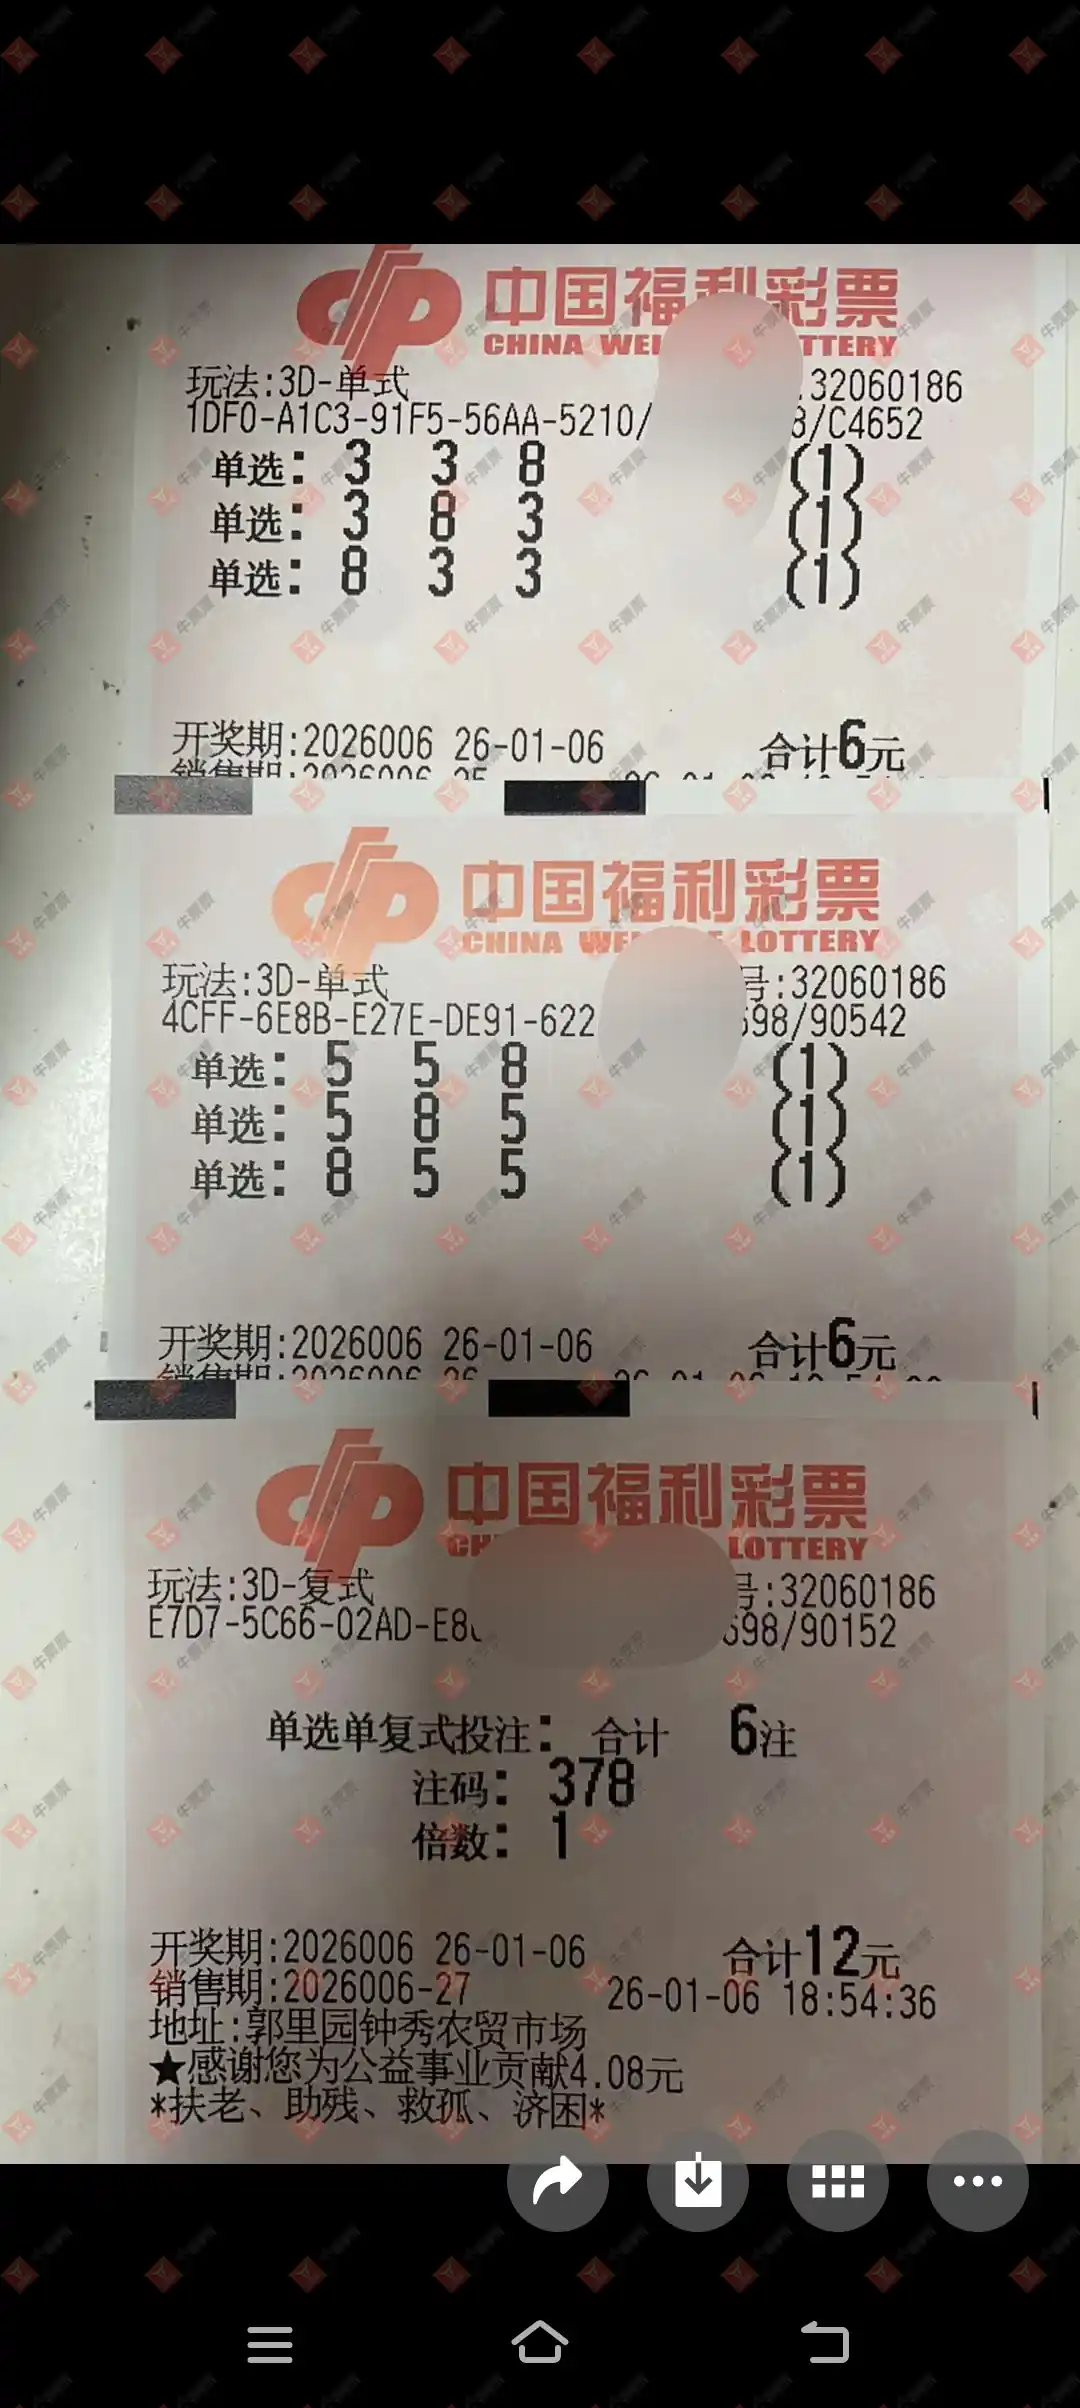 中国福利彩票
玩法:3D-单式 32060186
1DF0-A1C3-91F5-56AA-5210/ 8/C4652
单选: 3 3 8 (1)
单选: 3 8 3 (1)
单选: 8 3 3 (1)
开奖期:2026006 26-01-06 合计6元
中国福利彩票
CHINA LOTTERY
玩法:3D-单式 号:32060186
4CFF-6E8B-E27E-DE91-622 698/90542
单选: 5 5 8 (1)
单选: 5 8 5 (1)
单选: 8 5 5 (1)
开奖期:2026006 26-01-06 合计6元
中国福利彩票
LOTTERY
玩法:3D-复式 号:32060186
E7D7-5C66-02AD-E8 698/90152
单选单复式投注: 合计 6注
注码: 378
倍数: 1
开奖期:2026006 26-01-06 合计12元
销售期:2026006-27 26-01-06 18:54:36
地址:郭里园钟秀农贸市场
★感谢您为公益事业贡献4.08元
*扶老、助残、救孤、济困*